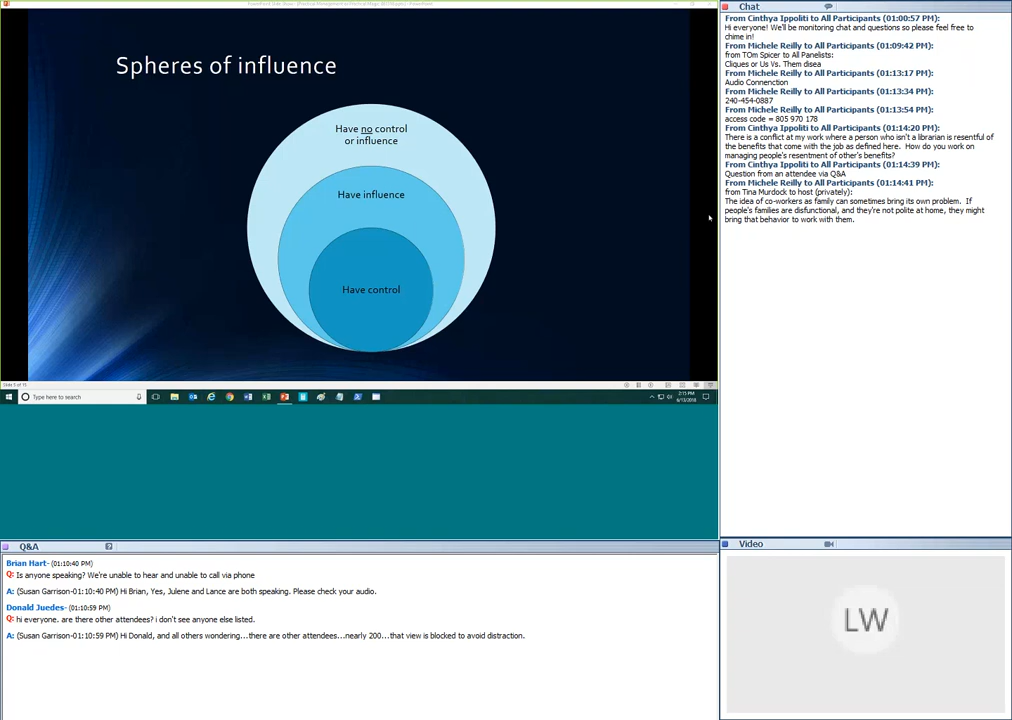 Spheres of influence
Have no control
or influence
Have influence
Have control
Slide 5 of 15
Type here to search
2:15 PM
6/13/2018
Chat
From Cinthya Ippoliti to All Participants (01:00:57 PM):
Hi everyone! We'll be monitoring chat and questions so please feel free to
chime in!
From Michele Reilly to All Participants (01:09:42 PM):
from TOm Spicer to All Panelists:
Cliques or Us Vs. Them disea
From Michele Reilly to All Participants (01:13:17 PM):
Audio Connenction
From Michele Reilly to All Participants (01:13:34 PM):
240-454-0887
From Michele Reilly to All Participants (01:13:54 PM):
access code = 805 970 178
From Cinthya Ippoliti to All Participants (01:14:20 PM):
There is a conflict at my work where a person who isn't a librarian is resentful of
the benefits that come with the job as defined here. How do you work on
managing people's resentment of other's benefits?
From Cinthya Ippoliti to All Participants (01:14:39 PM):
Question from an attendee via Q&A
From Michele Reilly to All Participants (01:14:41 PM):
from Tina Murdock to host (privately):
The idea of co-workers as family can sometimes bring its own problem. If
people's families are disfunctional, and they're not polite at home, they might
bring that behavior to work with them.
Q&A
Brian Hart- (01:10:40 PM)
Q: Is anyone speaking? We're unable to hear and unable to call via phone
A: (Susan Garrison-01:10:40 PM) Hi Brian, Yes, Julene and Lance are both speaking. Please check your audio.
Donald Juedes- (01:10:59 PM)
Q: hi everyone. are there other attendees? i don't see anyone else listed.
A: (Susan Garrison-01:10:59 PM) Hi Donald, and all others wondering...there are other attendees...nearly 200...that view is blocked to avoid distraction.
Video
LW